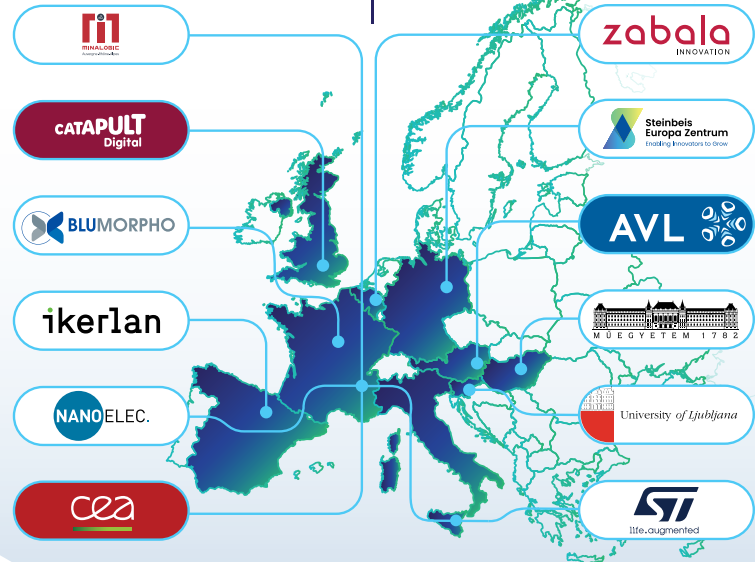 MINALOGIC
CATAPULT
Digital
BLUMORPHO
ikerlan
NANOELEC.
cea
zabala
INNOVATION
Steinbeis
Europa Zentrum
Enabling Innovators to Grow
AVL
MŰEGYETEM 1782
University of Ljubljana
ST
life.augmented